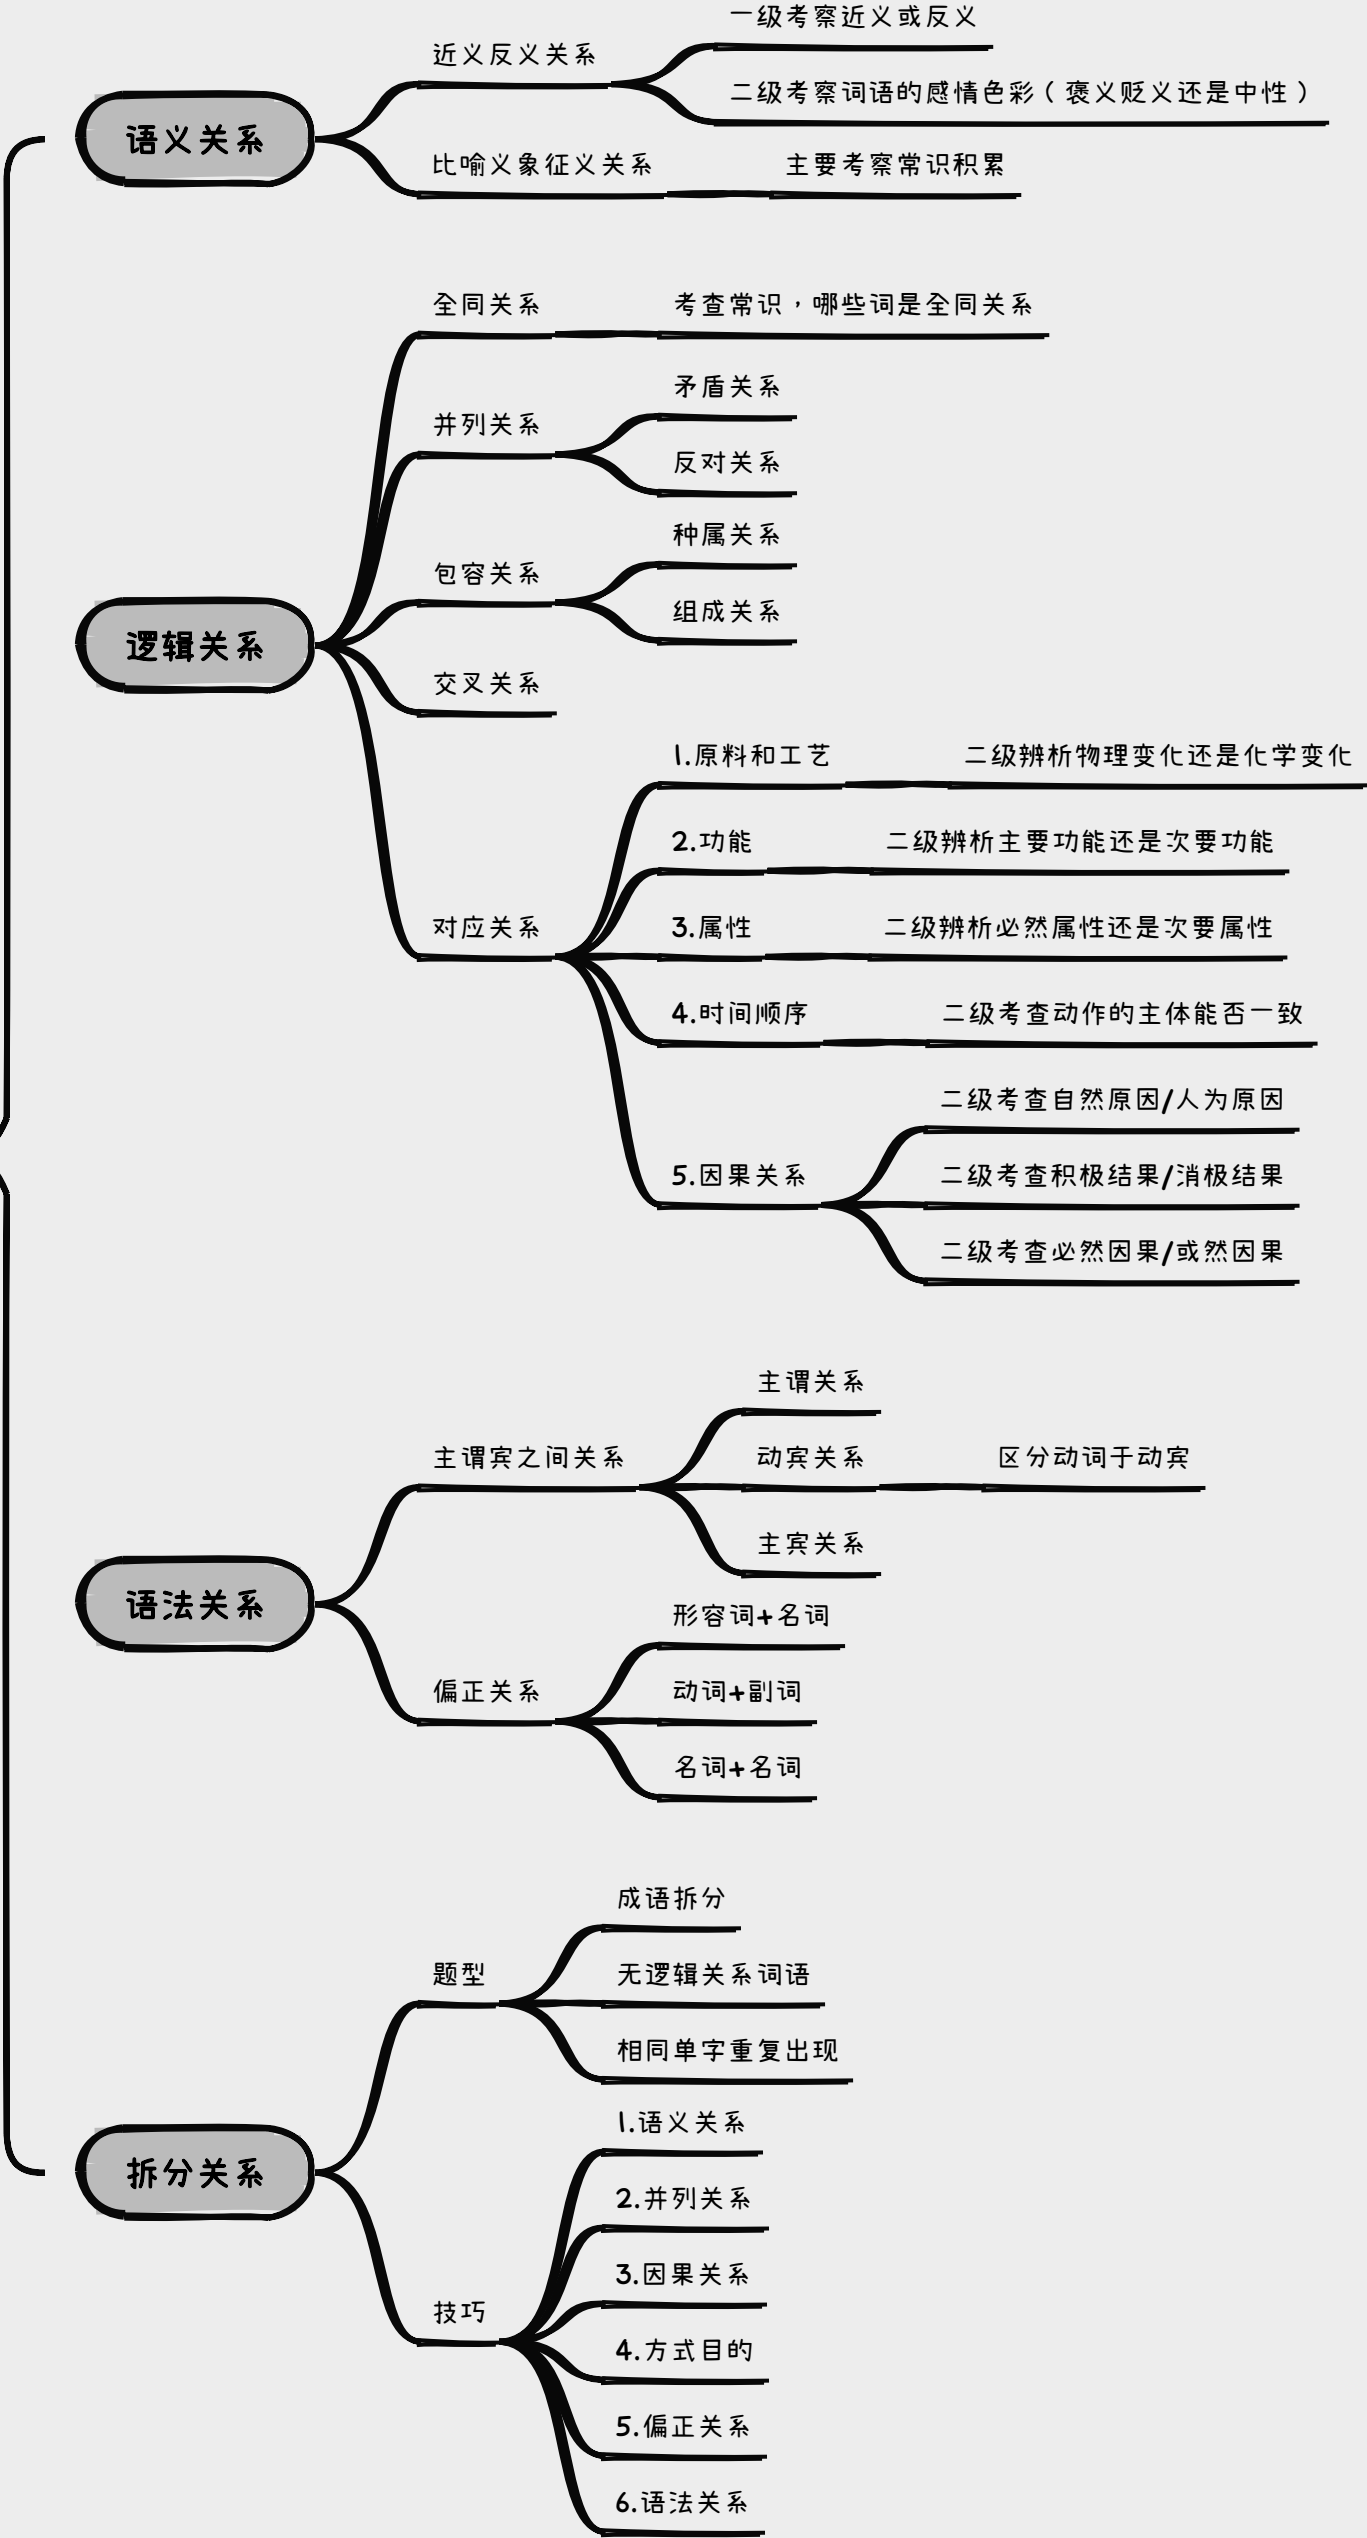 语义关系
近义反义关系
一级考察近义或反义
二级考察词语的感情色彩（褒义贬义还是中性）
比喻义象征义关系
主要考察常识积累
逻辑关系
全同关系
考查常识，哪些词是全同关系
并列关系
矛盾关系
反对关系
包容关系
种属关系
组成关系
交叉关系
对应关系
1.原料和工艺
二级辨析物理变化还是化学变化
2.功能
二级辨析主要功能还是次要功能
3.属性
二级辨析必然属性还是次要属性
4.时间顺序
二级考查动作的主体能否一致
5.因果关系
二级考查自然原因/人为原因
二级考查积极结果/消极结果
二级考查必然因果/或然因果
语法关系
主谓宾之间关系
主谓关系
动宾关系
区分动词于动宾
主宾关系
偏正关系
形容词+名词
动词+副词
名词+名词
拆分关系
题型
成语拆分
无逻辑关系词语
相同单字重复出现
技巧
1.语义关系
2.并列关系
3.因果关系
4.方式目的
5.偏正关系
6.语法关系